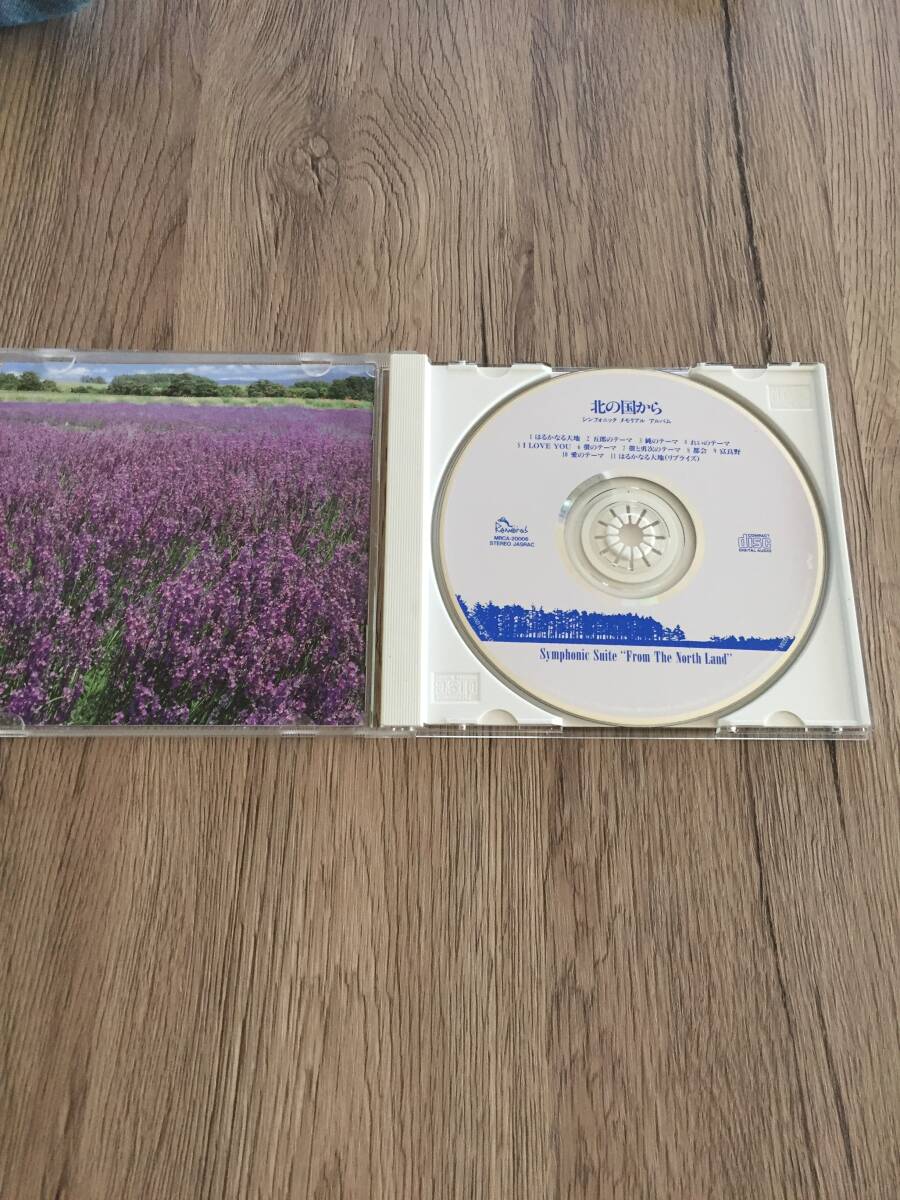 北の国から
シンフォニック メモリアル アルバム
1 はるかなる大地 2 五郎のテーマ 3 純のテーマ 4 れいのテーマ
5 I LOVE YOU 6 螢のテーマ 7 螢と勇次のテーマ 8 都会 9 富良野
10 愛のテーマ 11 はるかなる大地(リプライズ)
MRCA-20006
STEREO JASRAC
COMPACT
disc
DIGITAL AUDIO
Symphonic Suite "From The North Land"